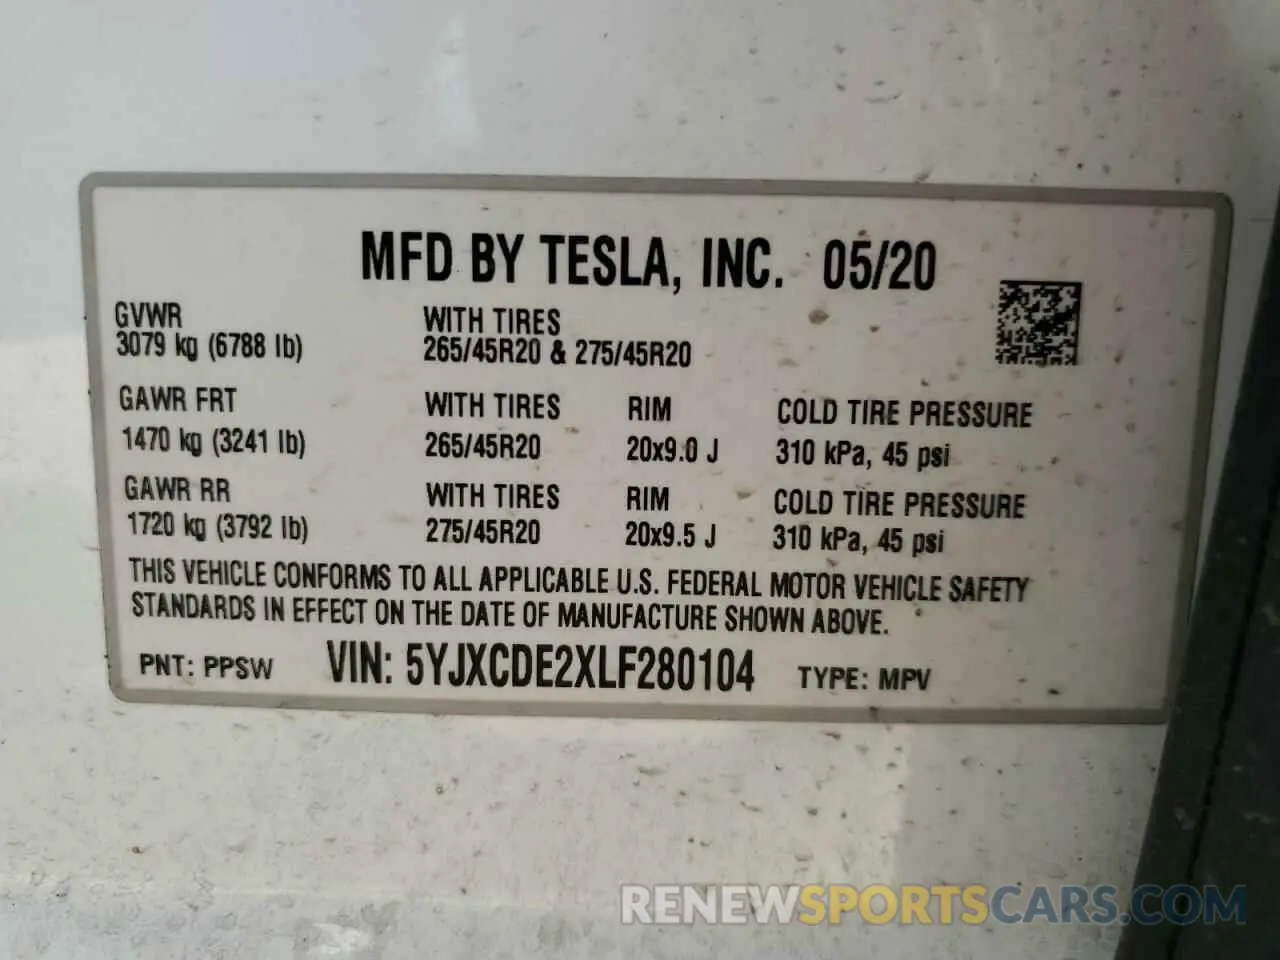 MFD BY TESLA, INC. 05/20
GVWR
3079 kg (6788 lb)
WITH TIRES
265/45R20 & 275/45R20
GAWR FRT
1470 kg (3241 lb)
WITH TIRES
265/45R20
RIM
20x9.0 J
COLD TIRE PRESSURE
310 kPa, 45 psi
GAWR RR
1720 kg (3792 lb)
WITH TIRES
275/45R20
RIM
20x9.5 J
COLD TIRE PRESSURE
310 kPa, 45 psi
THIS VEHICLE CONFORMS TO ALL APPLICABLE U.S. FEDERAL MOTOR VEHICLE SAFETY
STANDARDS IN EFFECT ON THE DATE OF MANUFACTURE SHOWN ABOVE.
PNT: PPSW VIN: 5YJXCDE2XLF280104 TYPE: MPV
RENEWSPORTSCARS.COM